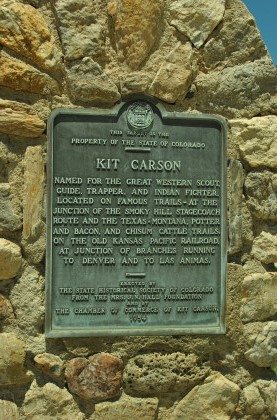 THIS TABLET IS THE
PROPERTY OF THE STATE OF COLORADO
KIT CARSON
NAMED FOR THE GREAT WESTERN SCOUT,
GUIDE, TRAPPER, AND INDIAN FIGHTER.
LOCATED ON FAMOUS TRAILS—AT THE
JUNCTION OF THE SMOKY HILL STAGECOACH
ROUTE AND THE TEXAS-MONTANA, POTTER
AND BACON, AND CHISUM CATTLE TRAILS.
ON THE OLD KANSAS PACIFIC RAILROAD,
AT JUNCTION OF BRANCHES RUNNING
TO DENVER AND TO LAS ANIMAS.
ERECTED BY
THE STATE HISTORICAL SOCIETY OF COLORADO
FROM THE MRS. J. N. HALL FOUNDATION
AND BY
THE CHAMBER OF COMMERCE OF KIT CARSON,